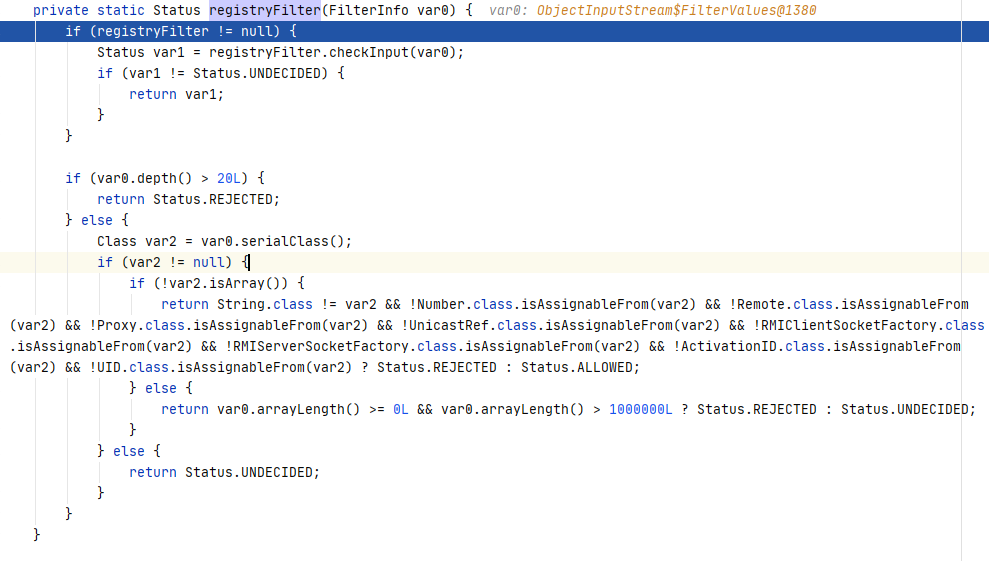 private static Status registryFilter(FilterInfo var0) {  var0: ObjectInputStream$FilterValues@1380
    if (registryFilter != null) {
        Status var1 = registryFilter.checkInput(var0);
        if (var1 != Status.UNDECIDED) {
            return var1;
        }
    }

    if (var0.depth() > 20L) {
        return Status.REJECTED;
    } else {
        Class var2 = var0.serialClass();
        if (var2 != null) {
            if (!var2.isArray()) {
                return String.class != var2 && !Number.class.isAssignableFrom(var2) && !Remote.class.isAssignableFrom
(var2) && !Proxy.class.isAssignableFrom(var2) && !UnicastRef.class.isAssignableFrom(var2) && !RMIClientSocketFactory.class
.isAssignableFrom(var2) && !RMIServerSocketFactory.class.isAssignableFrom(var2) && !ActivationID.class.isAssignableFrom
(var2) && !UID.class.isAssignableFrom(var2) ? Status.REJECTED : Status.ALLOWED;
            } else {
                return var0.arrayLength() >= 0L && var0.arrayLength() > 1000000L ? Status.REJECTED : Status.UNDECIDED;
            }
        } else {
            return Status.UNDECIDED;
        }
    }
}